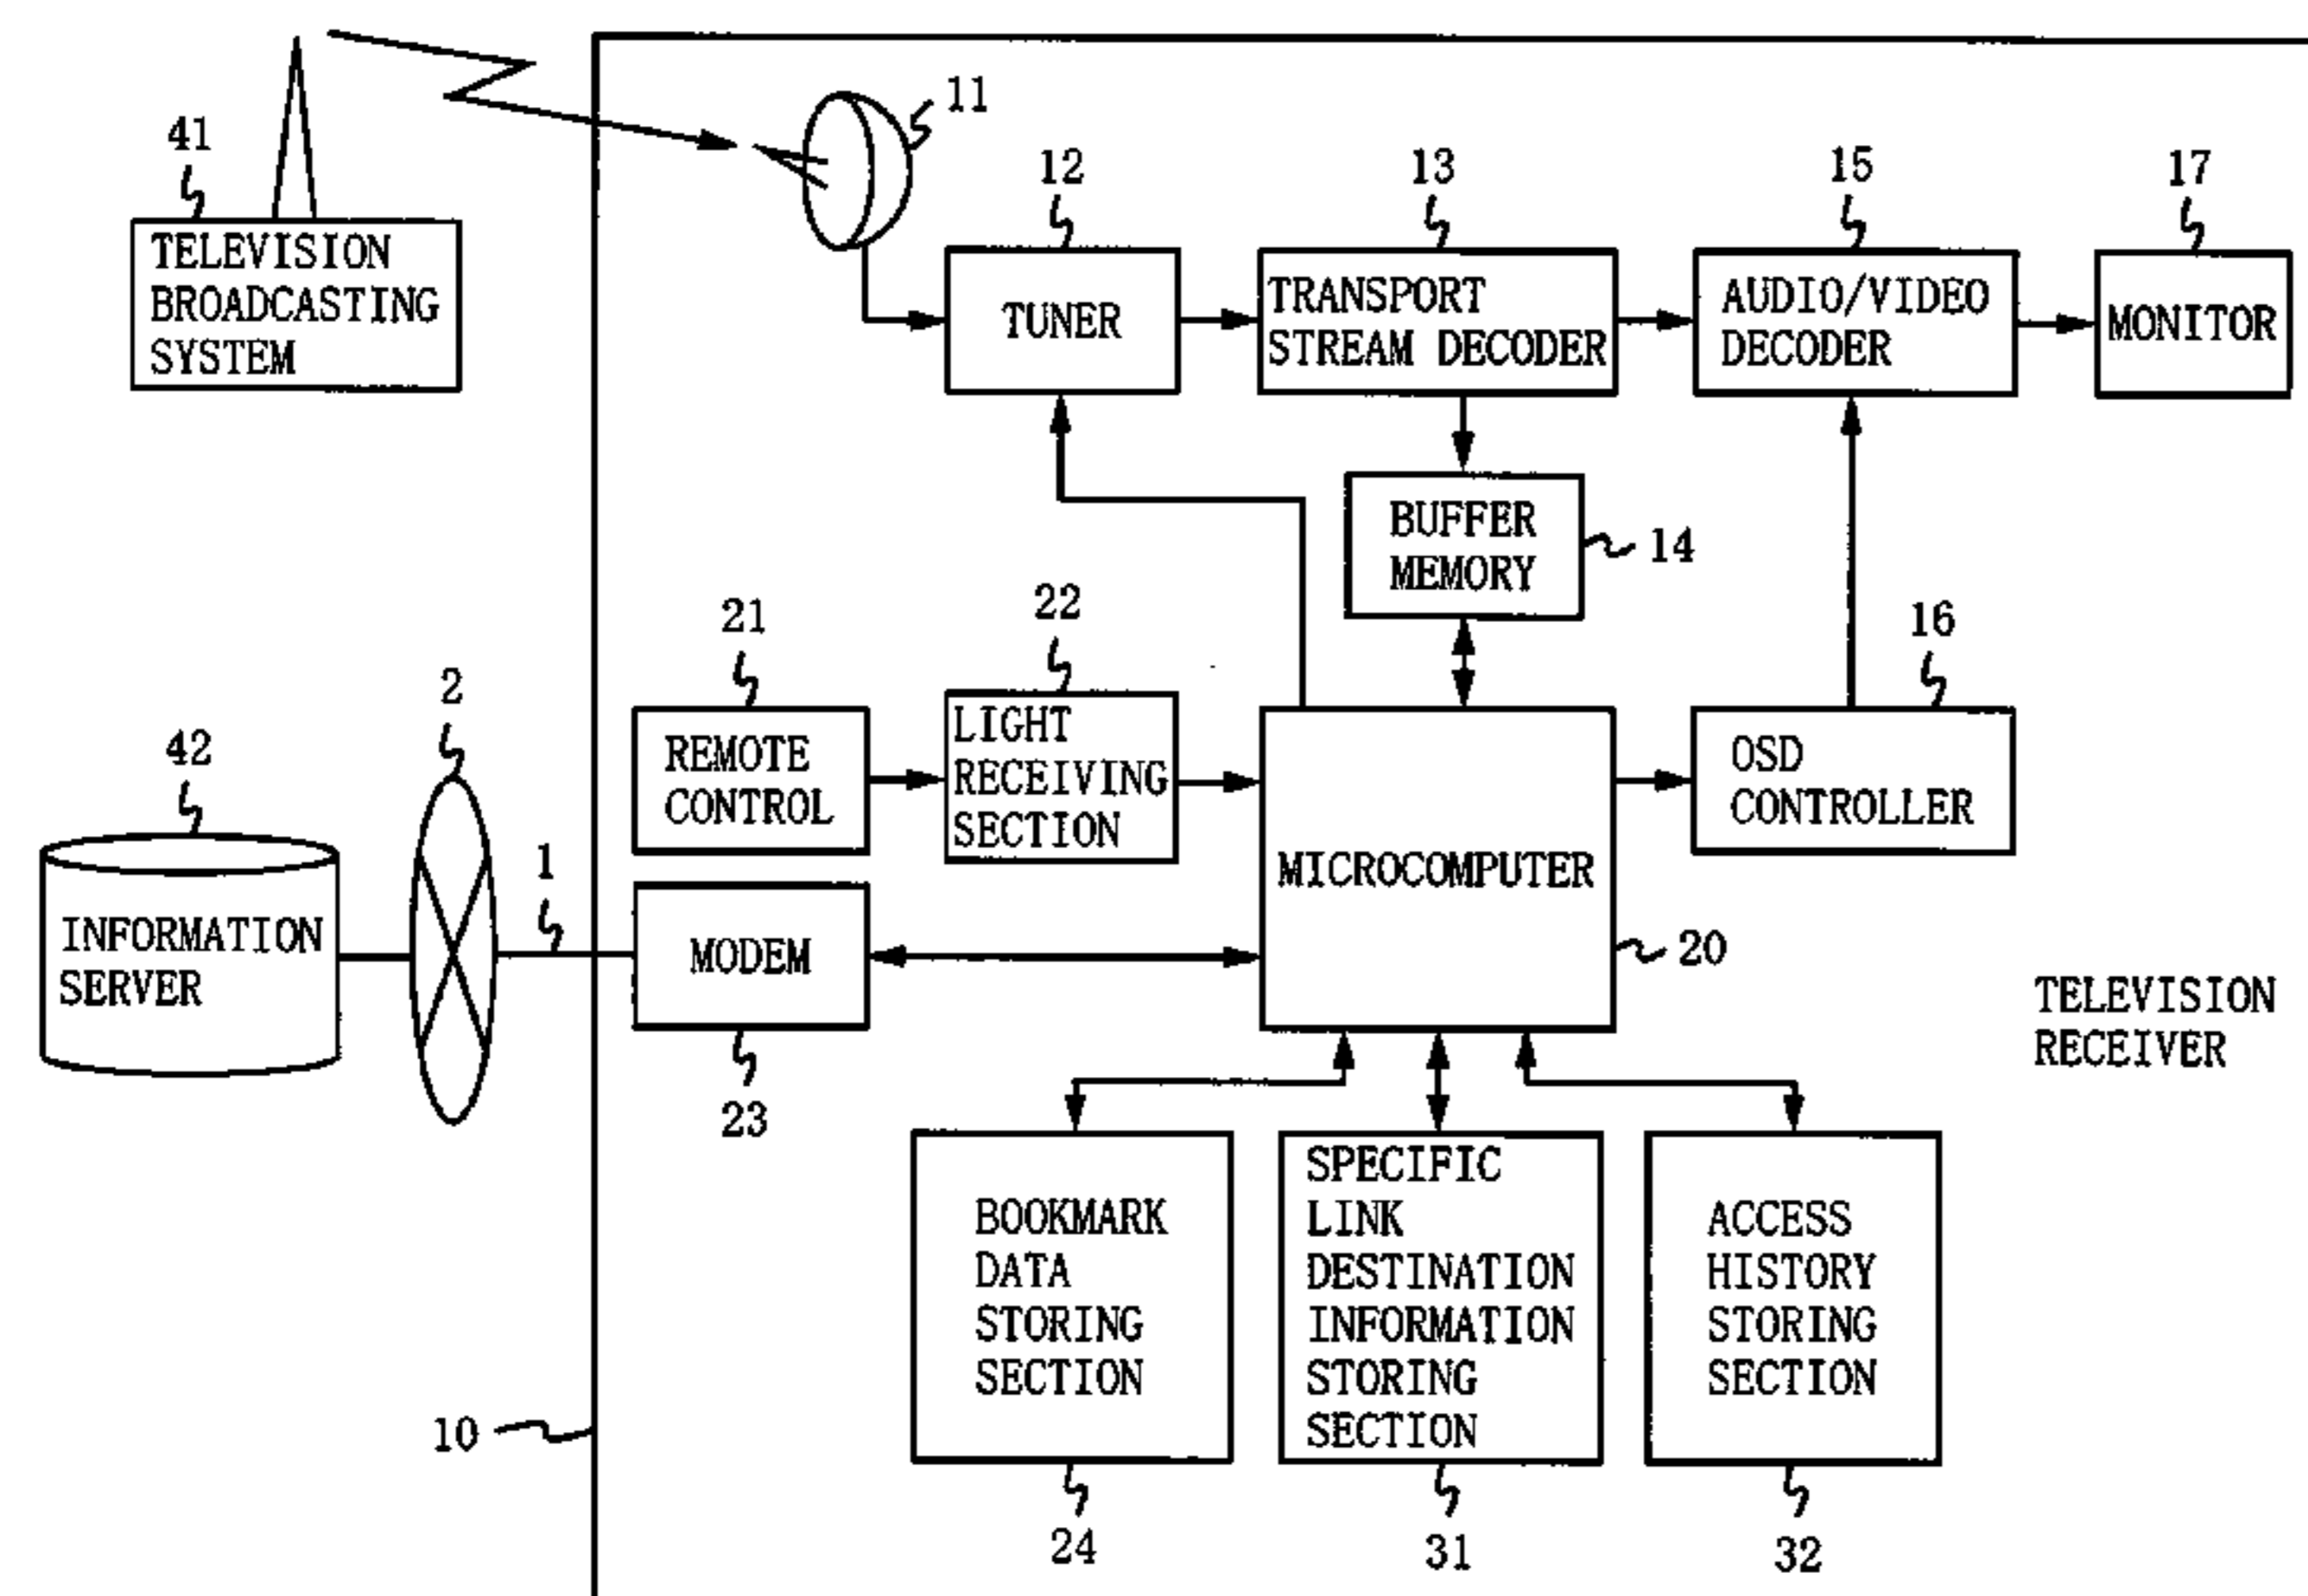 41
TELEVISION
BROADCASTING
SYSTEM
11
12
TUNER
13
TRANSPORT
STREAM DECODER
15
AUDIO/VIDEO
DECODER
17
MONITOR
BUFFER
MEMORY
14
21
REMOTE
CONTROL
22
LIGHT
RECEIVING
SECTION
MICROCOMPUTER
20
16
OSD
CONTROLLER
42
INFORMATION
SERVER
2
1
MODEM
23
TELEVISION
RECEIVER
10
BOOKMARK
DATA
STORING
SECTION
24
SPECIFIC
LINK
DESTINATION
INFORMATION
STORING
SECTION
31
ACCESS
HISTORY
STORING
SECTION
32